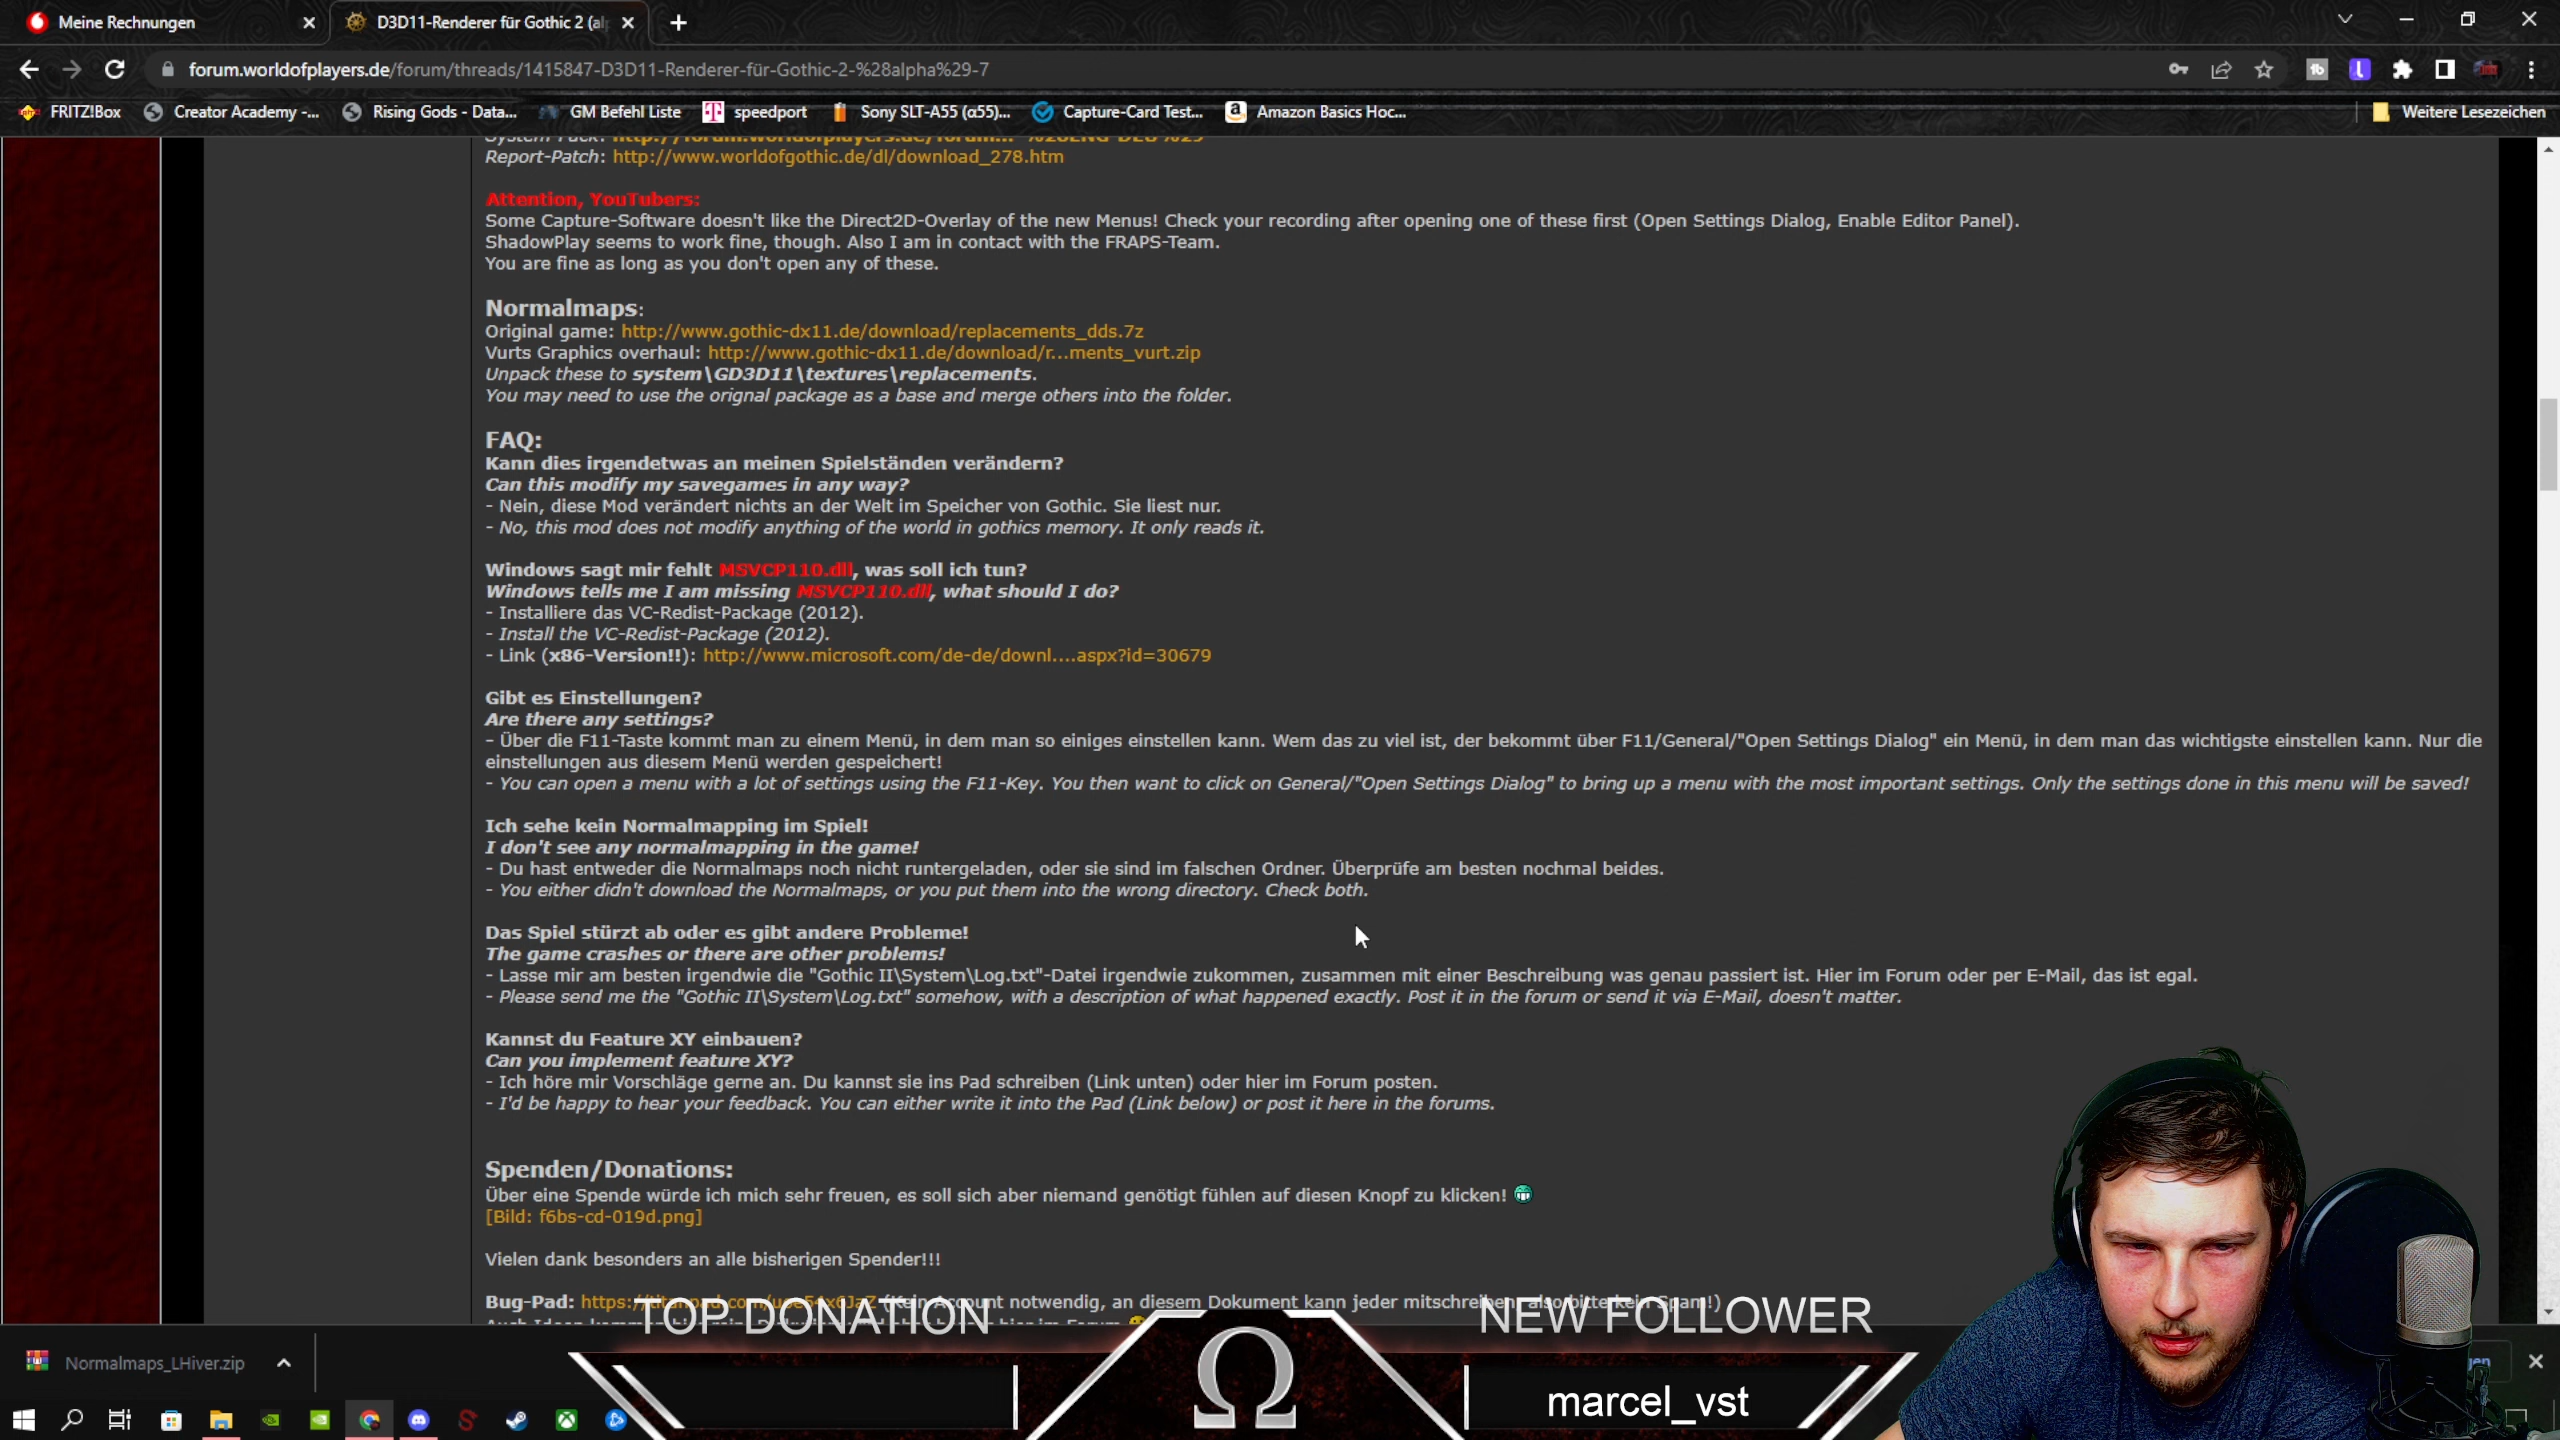 Meine Rechnungen
D3D11-Renderer für Gothic 2 (al
forum.worldofplayers.de/forum/threads/1415847-D3D11-Renderer-für-Gothic-2-%28alpha%29-7
FRITZ!Box
Creator Academy -...
Rising Gods - Data...
GM Befehl Liste
speedport
Sony SLT-A55 (α55)...
Capture-Card Test...
Amazon Basics Hoc...
Weitere Lesezeichen
Report-Patch: http://www.worldofgothic.de/dl/download_278.htm
Attention, YouTubers:
Some Capture-Software doesn't like the Direct2D-Overlay of the new Menus! Check your recording after opening one of these first (Open Settings Dialog, Enable Editor Panel).
ShadowPlay seems to work fine, though. Also I am in contact with the FRAPS-Team.
You are fine as long as you don't open any of these.
Normalmaps:
Original game: http://www.gothic-dx11.de/download/replacements_dds.7z
Vurts Graphics overhaul: http://www.gothic-dx11.de/download/r...ments_vurt.zip
Unpack these to system\GD3D11\textures\replacements.
You may need to use the orignal package as a base and merge others into the folder.
FAQ:
Kann dies irgendetwas an meinen Spielständen verändern?
Can this modify my savegames in any way?
- Nein, diese Mod verändert nichts an der Welt im Speicher von Gothic. Sie liest nur.
- No, this mod does not modify anything of the world in gothics memory. It only reads it.
Windows sagt mir fehlt MSVCP110.dll, was soll ich tun?
Windows tells me I am missing MSVCP110.dll, what should I do?
- Installiere das VC-Redist-Package (2012).
- Install the VC-Redist-Package (2012).
- Link (x86-Version!!): http://www.microsoft.com/de-de/downl....aspx?id=30679
Gibt es Einstellungen?
Are there any settings?
- Über die F11-Taste kommt man zu einem Menü, in dem man so einiges einstellen kann. Wem das zu viel ist, der bekommt über F11/General/"Open Settings Dialog" ein Menü, in dem man das wichtigste einstellen kann. Nur die
einstellungen aus diesem Menü werden gespeichert!
- You can open a menu with a lot of settings using the F11-Key. You then want to click on General/"Open Settings Dialog" to bring up a menu with the most important settings. Only the settings done in this menu will be saved!
Ich sehe kein Normalmapping im Spiel!
I don't see any normalmapping in the game!
- Du hast entweder die Normalmaps noch nicht runtergeladen, oder sie sind im falschen Ordner. Überprüfe am besten nochmal beides.
- You either didn't download the Normalmaps, or you put them into the wrong directory. Check both.
Das Spiel stürzt ab oder es gibt andere Probleme!
The game crashes or there are other problems!
- Lasse mir am besten irgendwie die "Gothic II\System\Log.txt"-Datei irgendwie zukommen, zusammen mit einer Beschreibung was genau passiert ist. Hier im Forum oder per E-Mail, das ist egal.
- Please send me the "Gothic II\System\Log.txt" somehow, with a description of what happened exactly. Post it in the forum or send it via E-Mail, doesn't matter.
Kannst du Feature XY einbauen?
Can you implement feature XY?
- Ich höre mir Vorschläge gerne an. Du kannst sie ins Pad schreiben (Link unten) oder hier im Forum posten.
- I'd be happy to hear your feedback. You can either write it into the Pad (Link below) or post it here in the forums.
Spenden/Donations:
Über eine Spende würde ich mich sehr freuen, es soll sich aber niemand genötigt fühlen auf diesen Knopf zu klicken!
[Bild: f6bs-cd-019d.png]
Vielen dank besonders an alle bisherigen Spender!!!
Bug-Pad: (Kein Account notwendig, an diesem Dokument kann jeder mitschreiben, also bitte kein Spam!)
TOP DONATION
NEW FOLLOWER
Normalmaps_LHiver.zip
Ω
marcel_vst